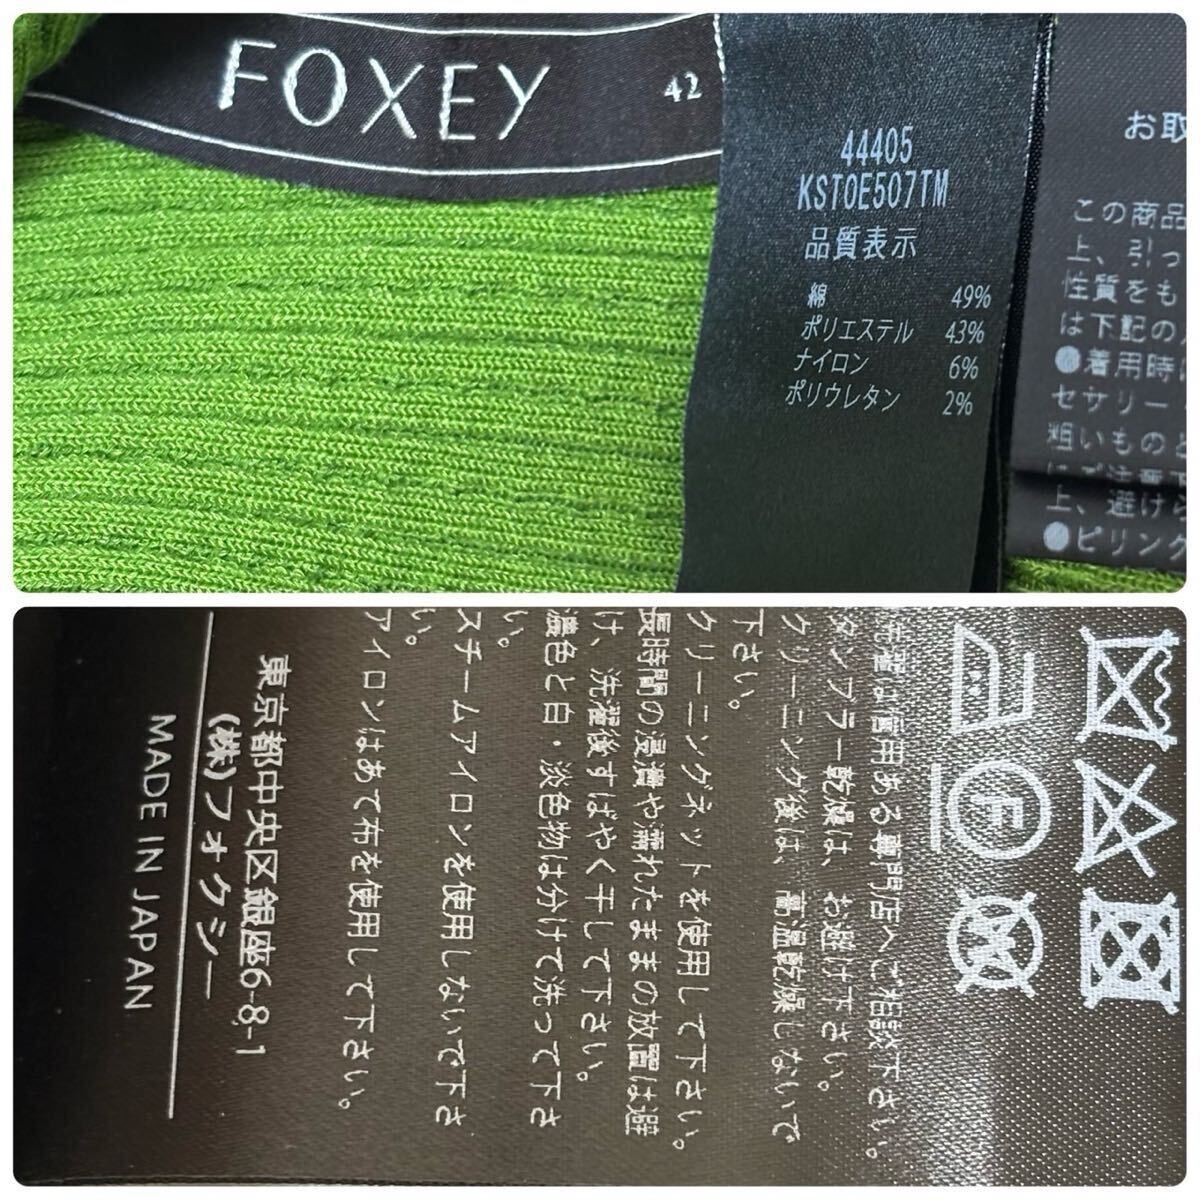 FOXEY
42
44405
KST0E507TM
品質表示
綿 49%
ポリエステル 43%
ナイロン 6%
ポリウレタン 2%
お取
この商品
上、引っ
性質をも
は下記の
●着用時に
セサリー
粗いものと
にご注意下
上、避けら
●ピリング
F
W
洗濯は信用ある専門店へご相談下さい。
タンブラー乾燥は、お避け下さい。
クリーニング後は、高温乾燥しないで
下さい。
クリーニングネットを使用して下さい。
長時間の浸漬や濡れたままの放置は避
け、洗濯後すばやく干して下さい。
濃色と白・淡色物は分けて洗って下さ
い。
スチームアイロンを使用しないで下さ
い。
アイロンはあて布を使用して下さい。
東京都中央区銀座6-8-1
(株)フォクシー
MADE IN JAPAN